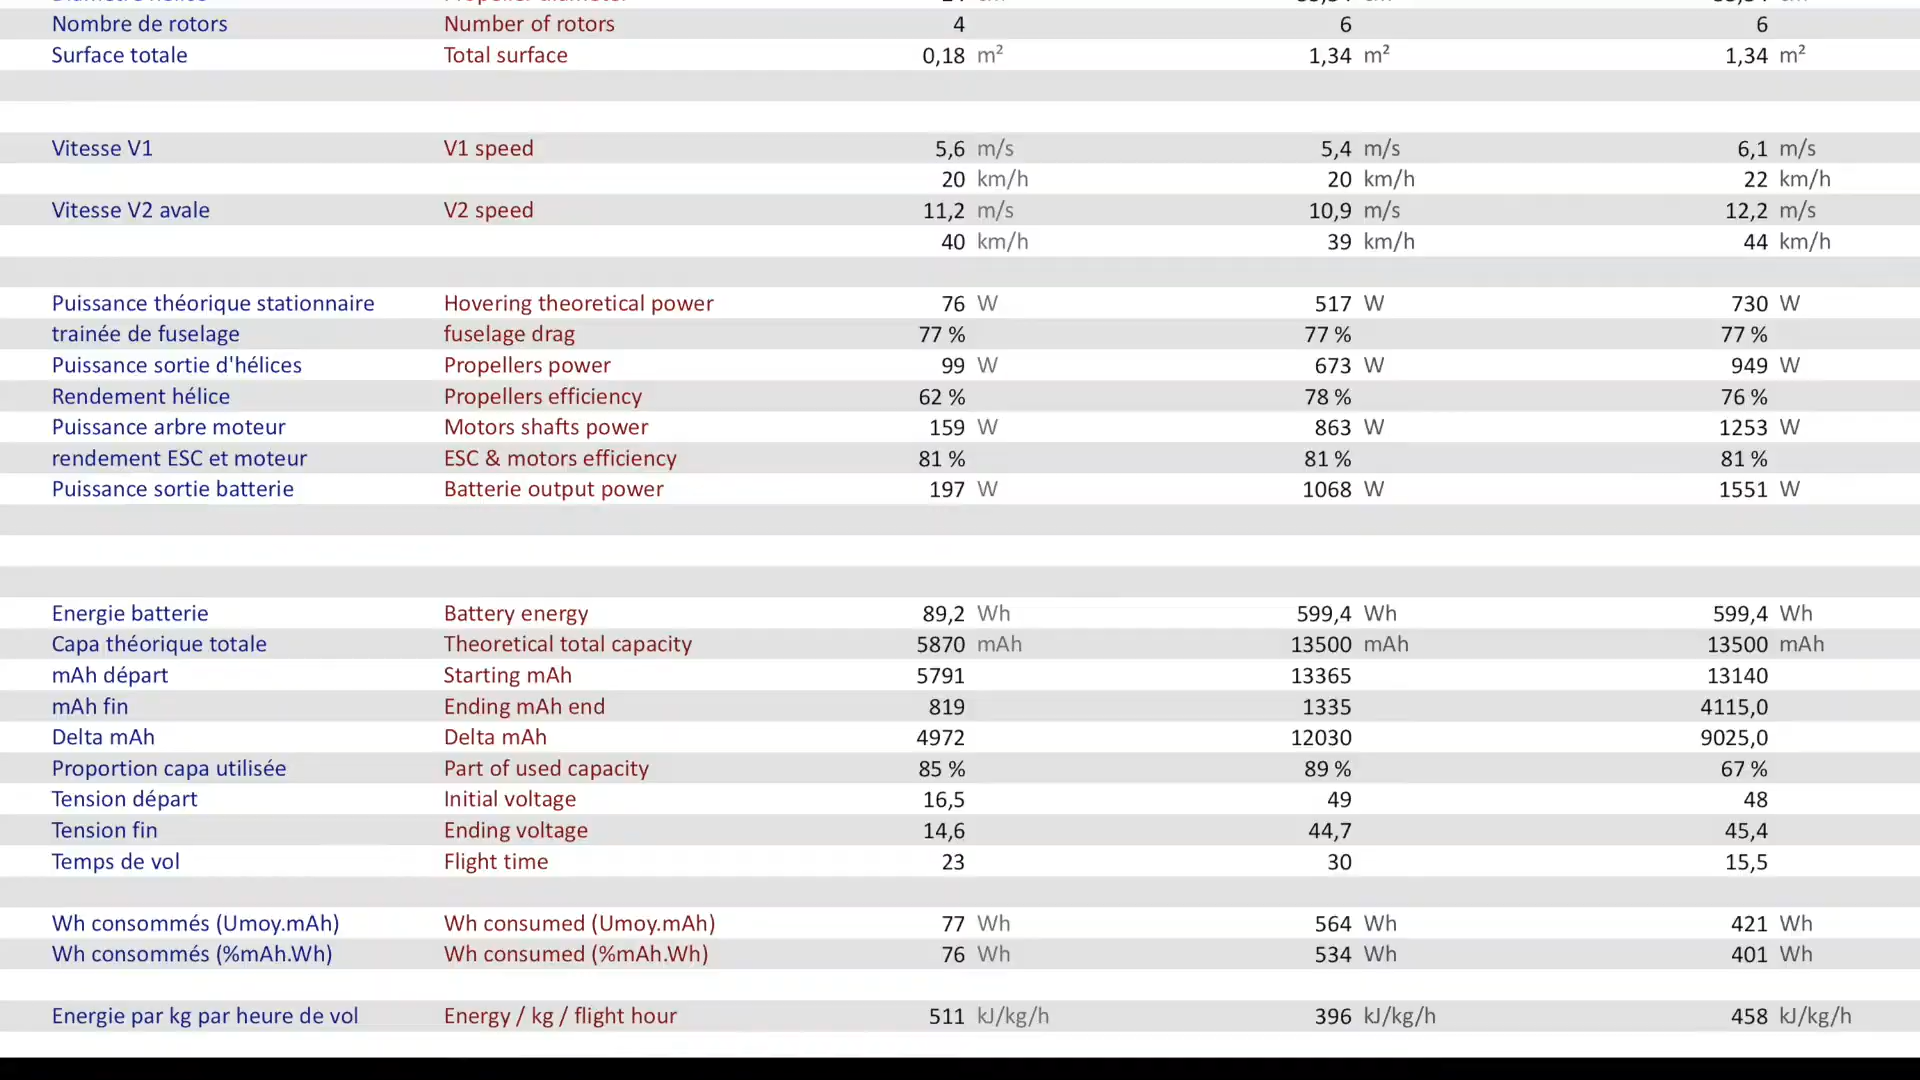 Nombre de rotors Number of rotors 4 6 6
Surface totale Total surface 0,18 m² 1,34 m² 1,34 m²
Vitesse V1 V1 speed 5,6 m/s 5,4 m/s 6,1 m/s
20 km/h 20 km/h 22 km/h
Vitesse V2 avale V2 speed 11,2 m/s 10,9 m/s 12,2 m/s
40 km/h 39 km/h 44 km/h
Puissance théorique stationnaire Hovering theoretical power 76 W 517 W 730 W
trainée de fuselage fuselage drag 77 % 77 % 77 %
Puissance sortie d'hélices Propellers power 99 W 673 W 949 W
Rendement hélice Propellers efficiency 62 % 78 % 76 %
Puissance arbre moteur Motors shafts power 159 W 863 W 1253 W
rendement ESC et moteur ESC & motors efficiency 81 % 81 % 81 %
Puissance sortie batterie Batterie output power 197 W 1068 W 1551 W
Energie batterie Battery energy 89,2 Wh 599,4 Wh 599,4 Wh
Capa théorique totale Theoretical total capacity 5870 mAh 13500 mAh 13500 mAh
mAh départ Starting mAh 5791 13365 13140
mAh fin Ending mAh end 819 1335 4115,0
Delta mAh Delta mAh 4972 12030 9025,0
Proportion capa utilisée Part of used capacity 85 % 89 % 67 %
Tension départ Initial voltage 16,5 49 48
Tension fin Ending voltage 14,6 44,7 45,4
Temps de vol Flight time 23 30 15,5
Wh consommés (Umoy.mAh) Wh consumed (Umoy.mAh) 77 Wh 564 Wh 421 Wh
Wh consommés (%mAh.Wh) Wh consumed (%mAh.Wh) 76 Wh 534 Wh 401 Wh
Energie par kg par heure de vol Energy / kg / flight hour 511 kJ/kg/h 396 kJ/kg/h 458 kJ/kg/h